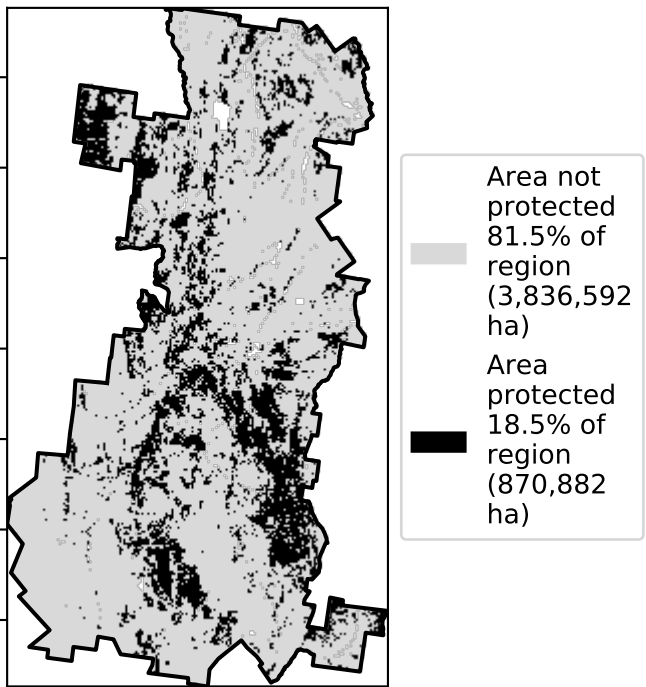 Area not
protected
81.5% of
region
(3,836,592
ha)
Area
protected
18.5% of
region
(870,882
ha)